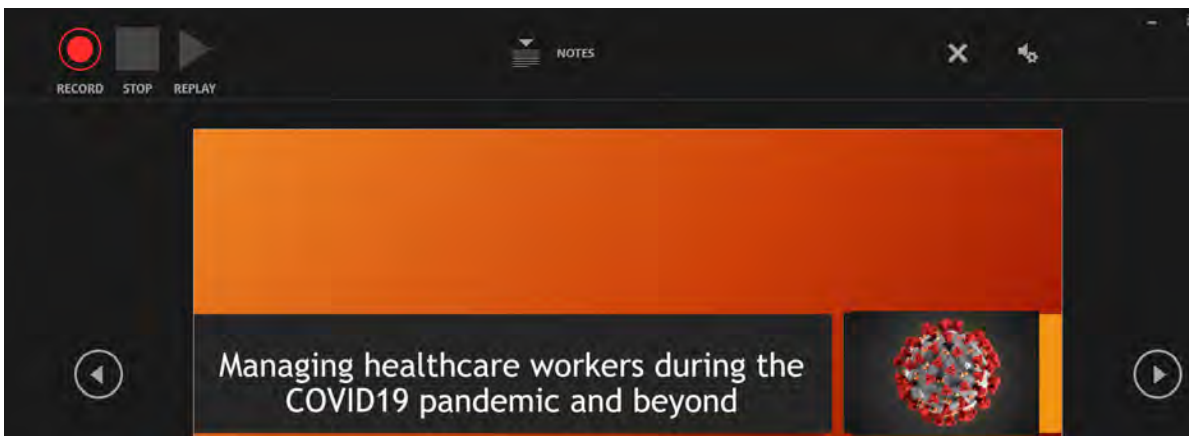 NOTES
RECORD STOP REPLAY
Managing healthcare workers during the
COVID19 pandemic and beyond